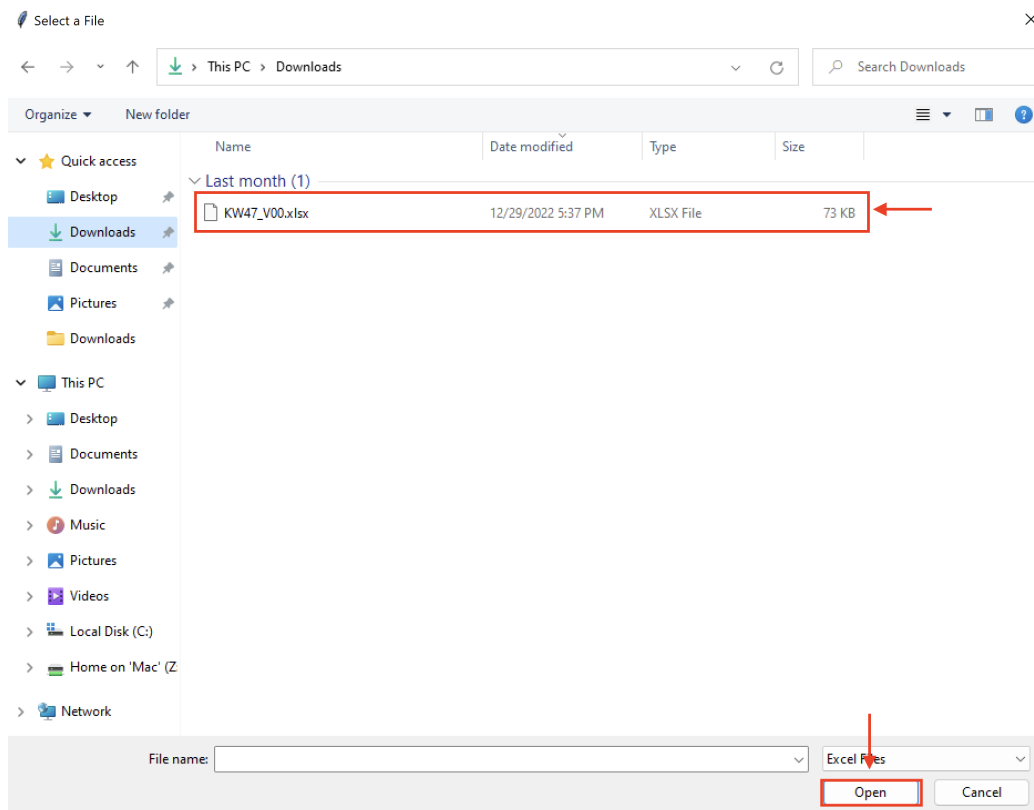 Select a File
This PC > Downloads
Search Downloads
Organize
New folder
Name
Date modified
Type
Size
Quick access
Desktop
Downloads
Documents
Pictures
Downloads
This PC
Desktop
Documents
Downloads
Music
Pictures
Videos
Local Disk (C:)
Home on 'Mac' (Z:
Network
Last month (1)
KW47_V00.xlsx 12/29/2022 5:37 PM XLSX File 73 KB
File name:
Excel Files
Open
Cancel